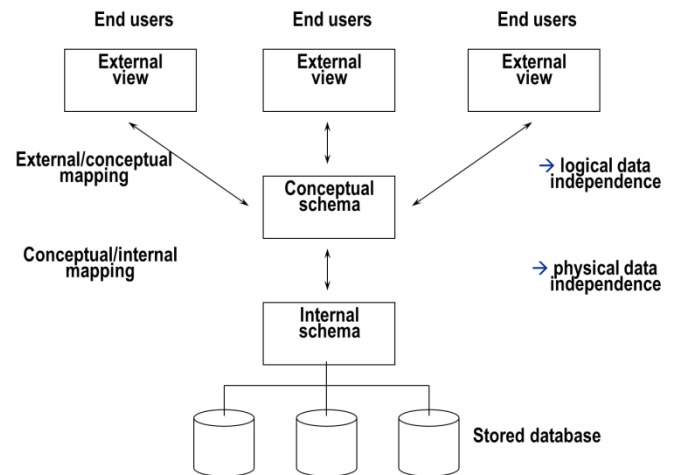 End users
End users
End users
External
view
External
view
External
view
External/conceptual
mapping
→ logical data
independence
Conceptual
schema
Conceptual/internal
mapping
→ physical data
independence
Internal
schema
Stored database